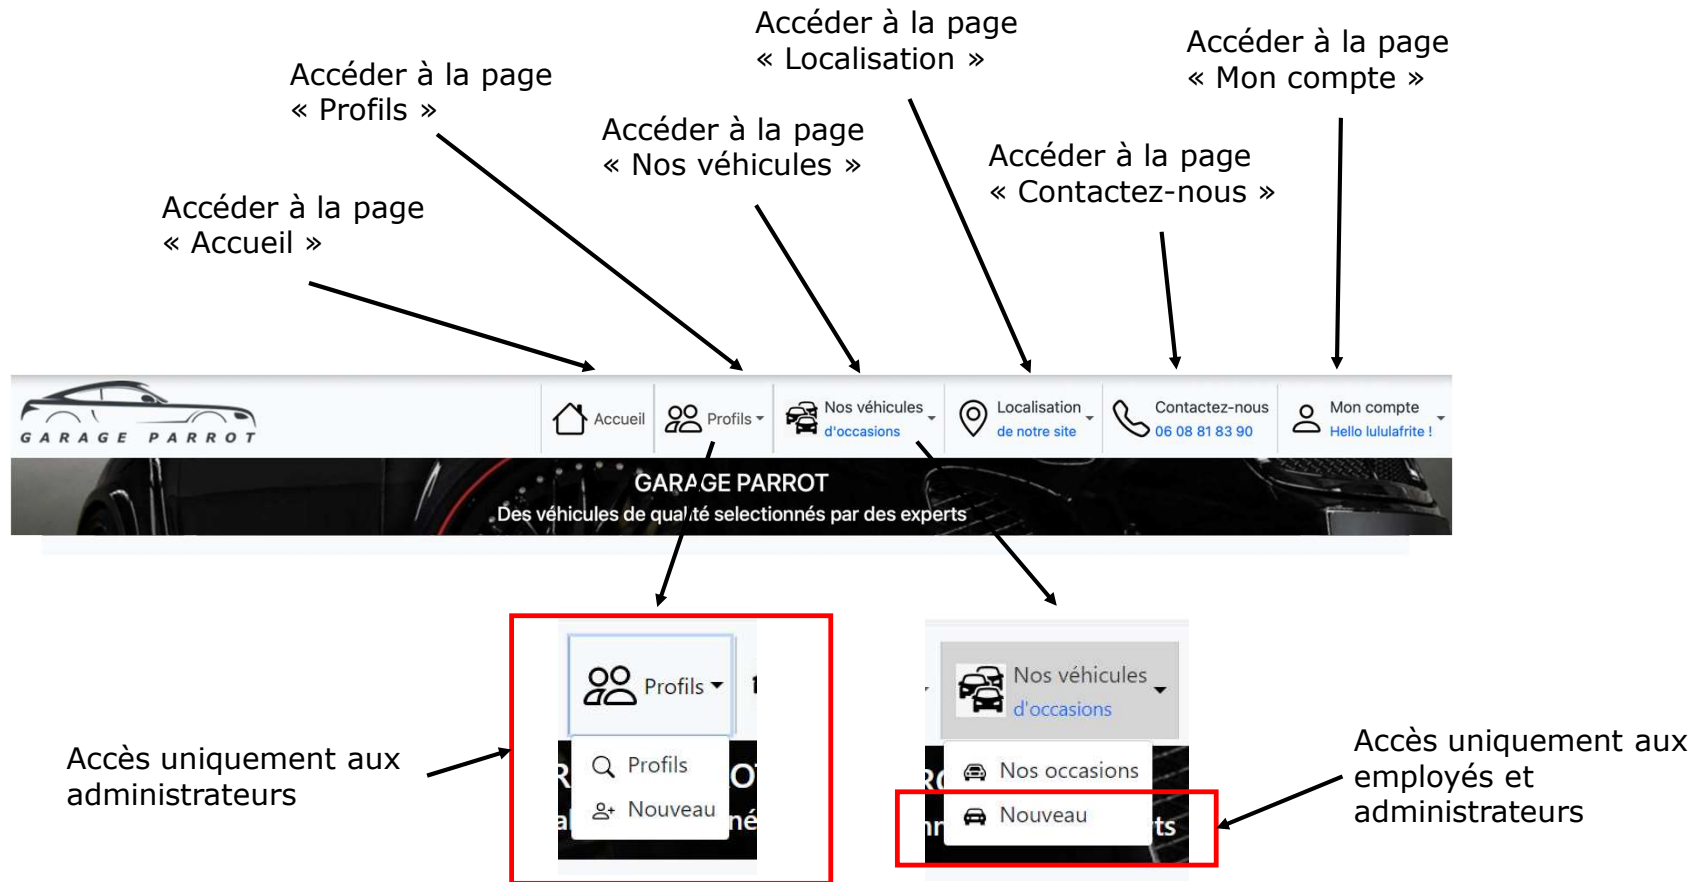 Accéder à la page
« Localisation »
Accéder à la page
« Mon compte »
Accéder à la page
« Profils »
Accéder à la page
« Nos véhicules »
Accéder à la page
« Contactez-nous »
Accéder à la page
« Accueil »
GARAGE PARROT
Accueil
Profils
Nos véhicules
d'occasions
Localisation
de notre site
Contactez-nous
06 08 81 83 90
Mon compte
Hello lululafrite !
GARAGE PARROT
Des véhicules de qualité selectionnés par des experts
Profils
Profils
Nouveau
Nos véhicules
d'occasions
Nos occasions
Nouveau
Accès uniquement aux
administrateurs
Accès uniquement aux
employés et
administrateurs